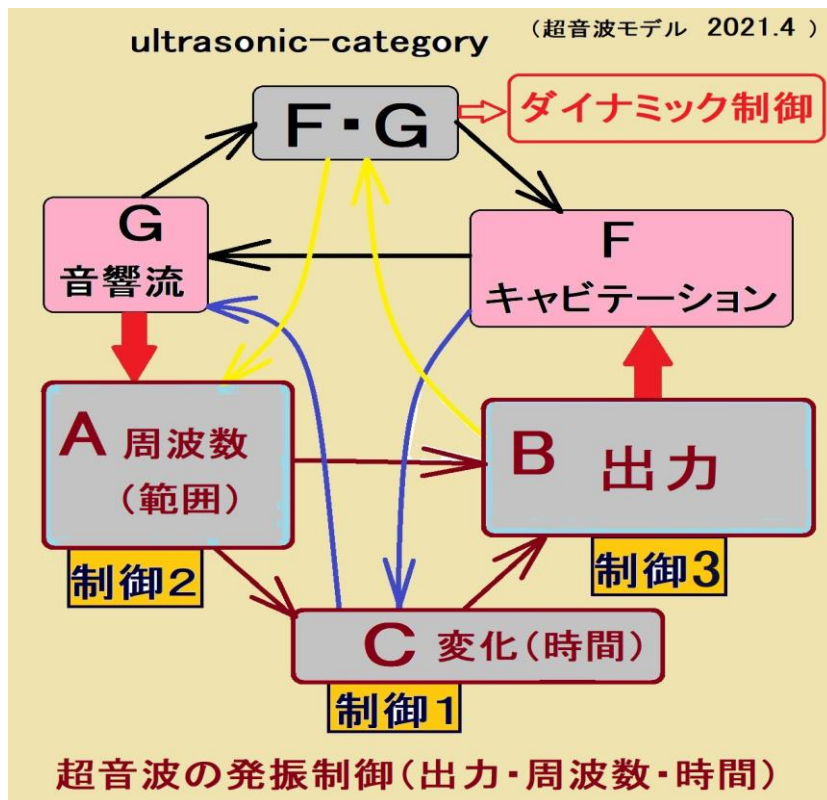 ultrasonic-category
(超音波モデル 2021.4 )
F・G
ダイナミック制御
G
音響流
F
キャビテーション
A 周波数
(範囲)
B 出力
制御2
制御3
C 変化(時間)
制御1
超音波の発振制御(出力・周波数・時間)